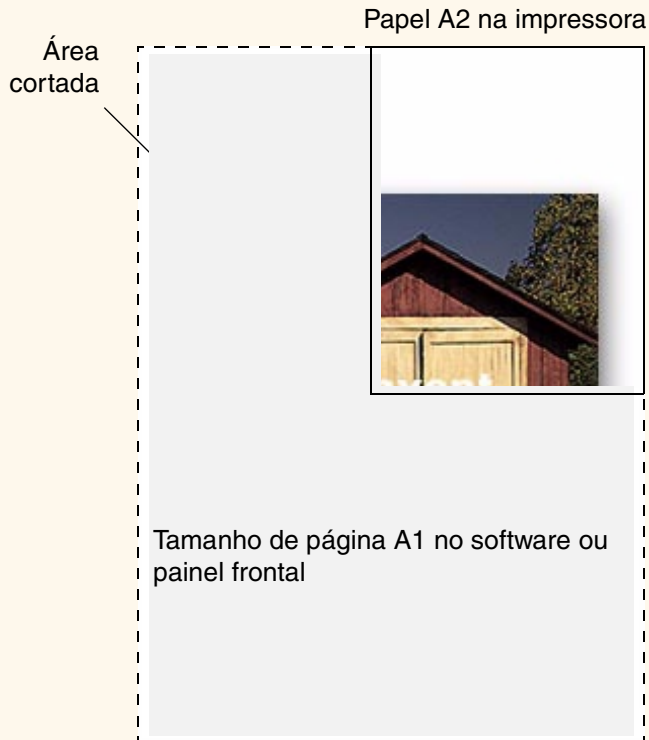 Papel A2 na impressora
Área
cortada
Tamanho de página A1 no software ou
painel frontal